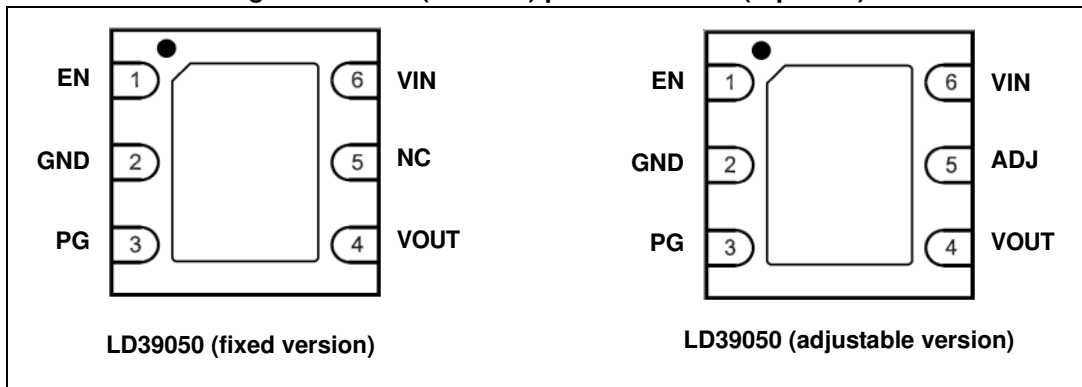 EN 1 6 VIN
GND 2 5 NC
PG 3 4 VOUT
LD39050 (fixed version)
EN 1 6 VIN
GND 2 5 ADJ
PG 3 4 VOUT
LD39050 (adjustable version)